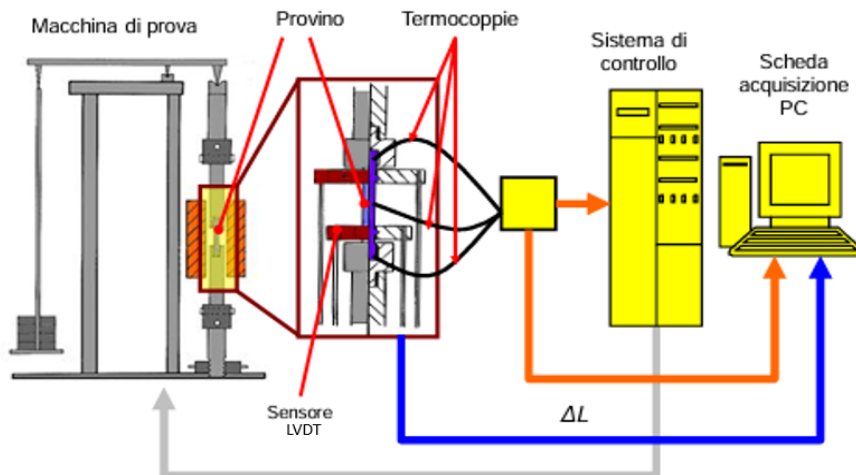 Macchina di prova
Provino
Termocoppie
Sistema di
controllo
Scheda
acquisizione
PC
Sensore
LVDT
ΔL